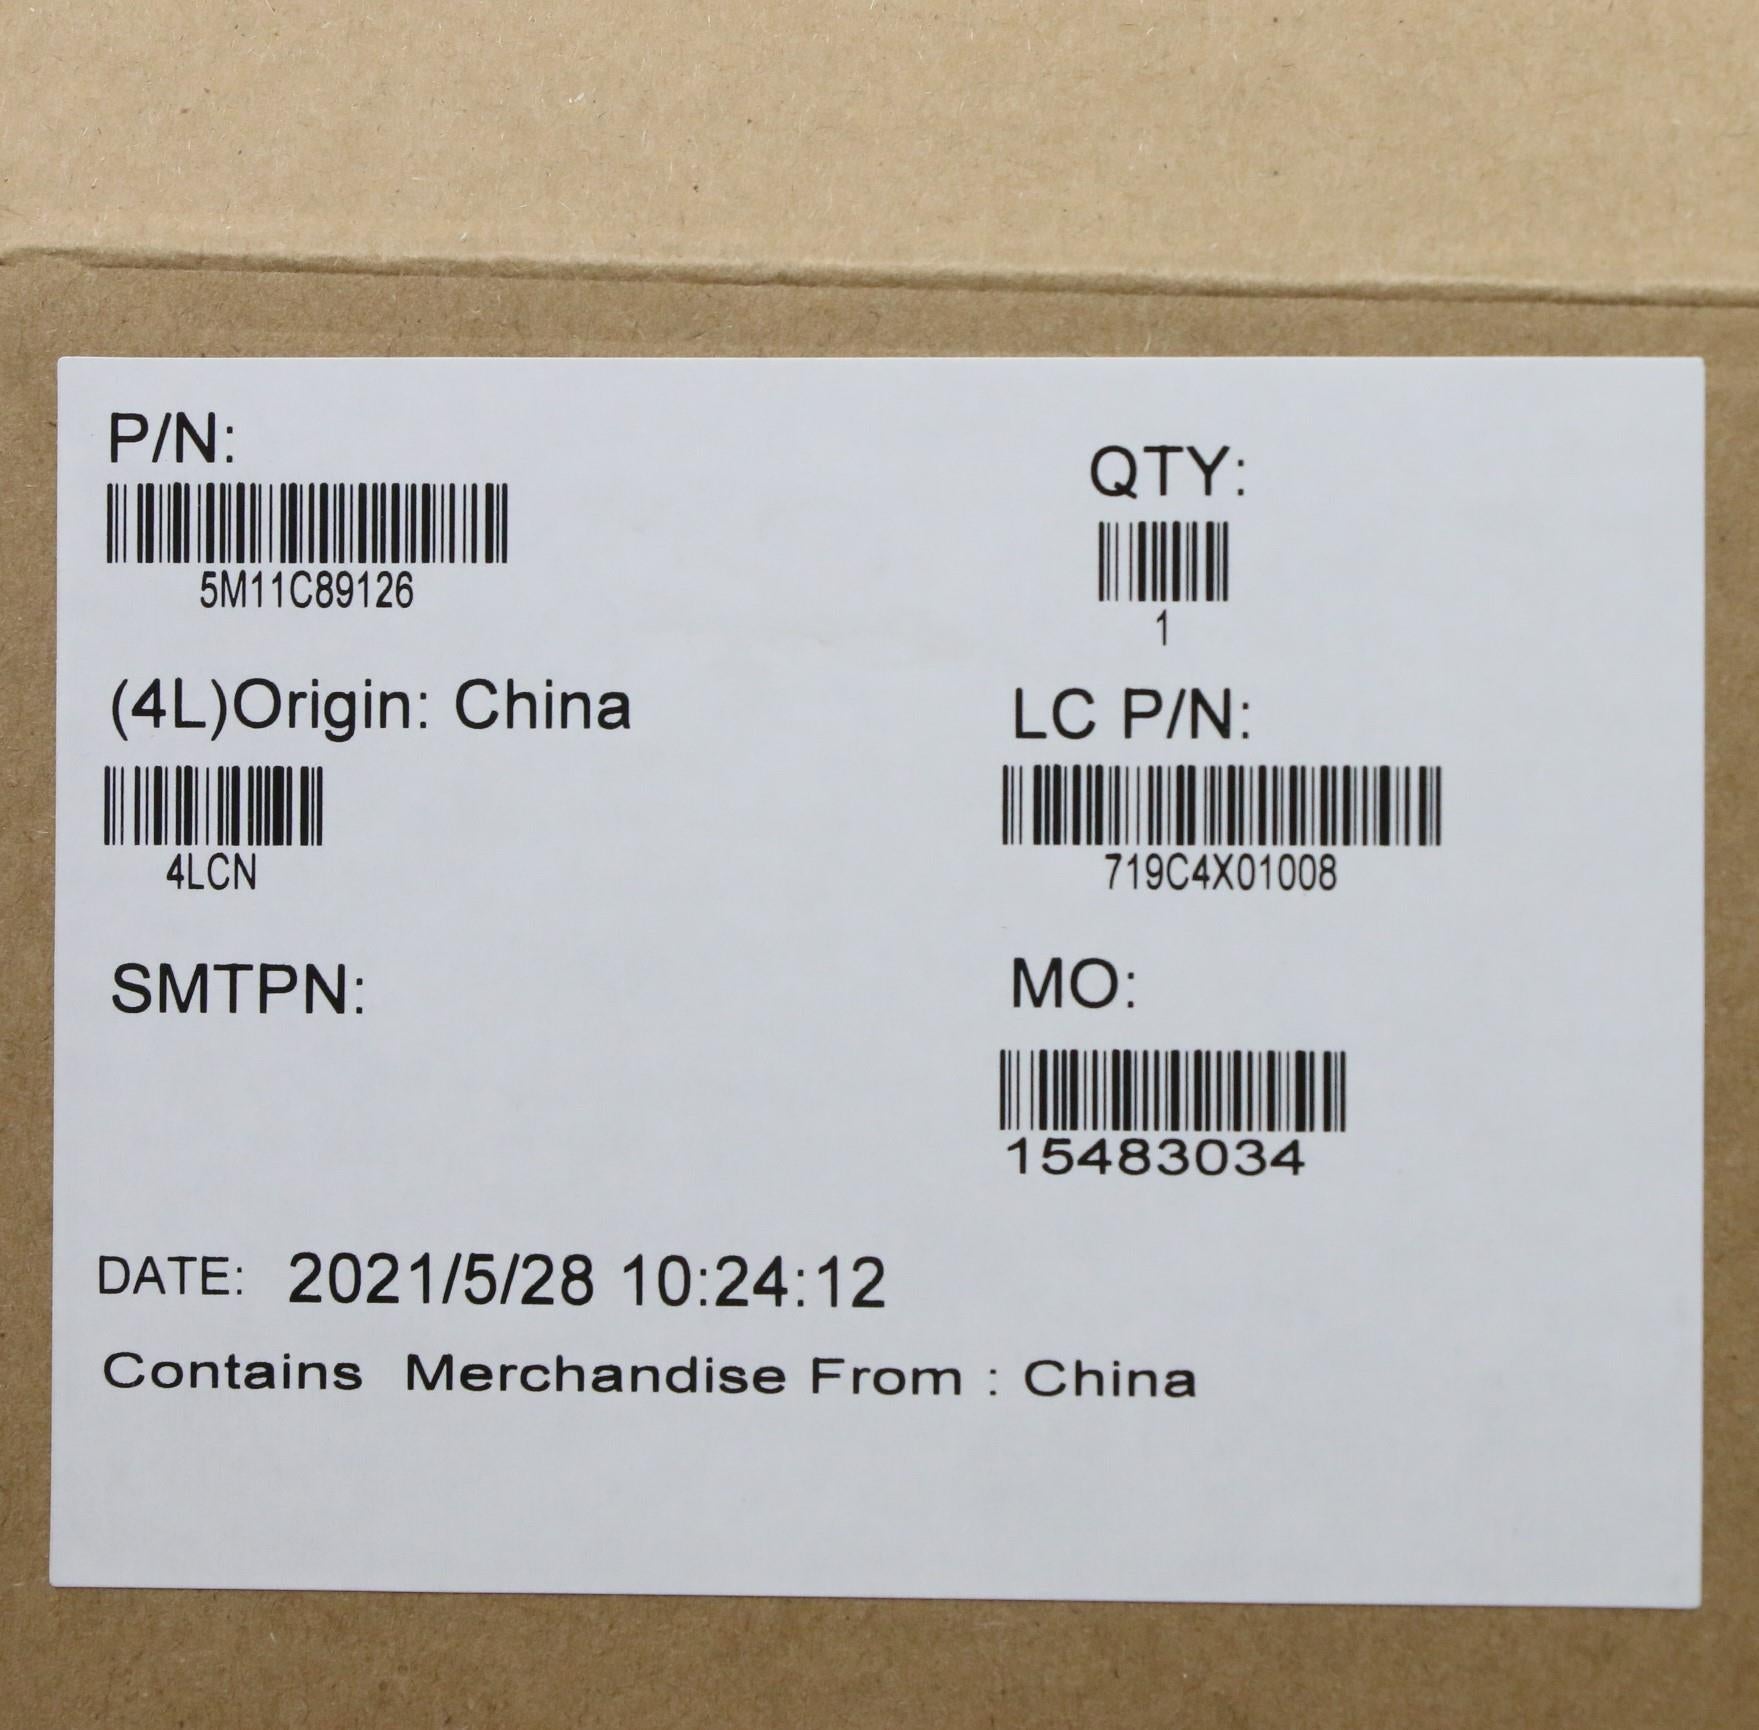 P/N:
5M11C89126
QTY:
1
(4L)Origin: China
4LCN
LC P/N:
719C4X01008
SMTPN:
MO:
15483034
DATE: 2021/5/28 10:24:12
Contains Merchandise From : China